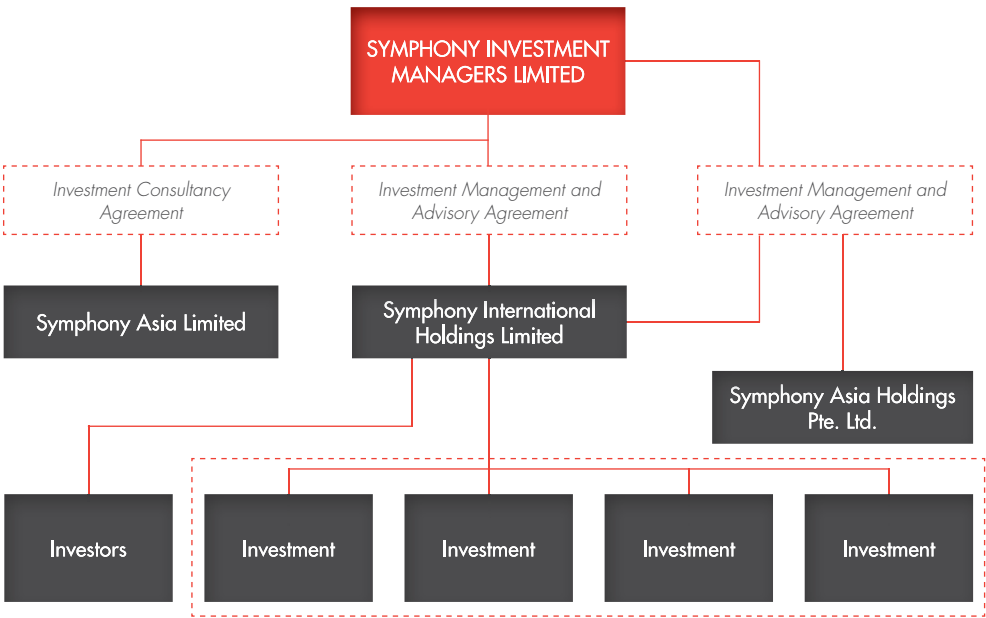 SYMPHONY INVESTMENT
MANAGERS LIMITED
Investment Consultancy
Agreement
Investment Management and
Advisory Agreement
Investment Management and
Advisory Agreement
Symphony Asia Limited
Symphony International
Holdings Limited
Symphony Asia Holdings
Pte. Ltd.
Investors
Investment
Investment
Investment
Investment